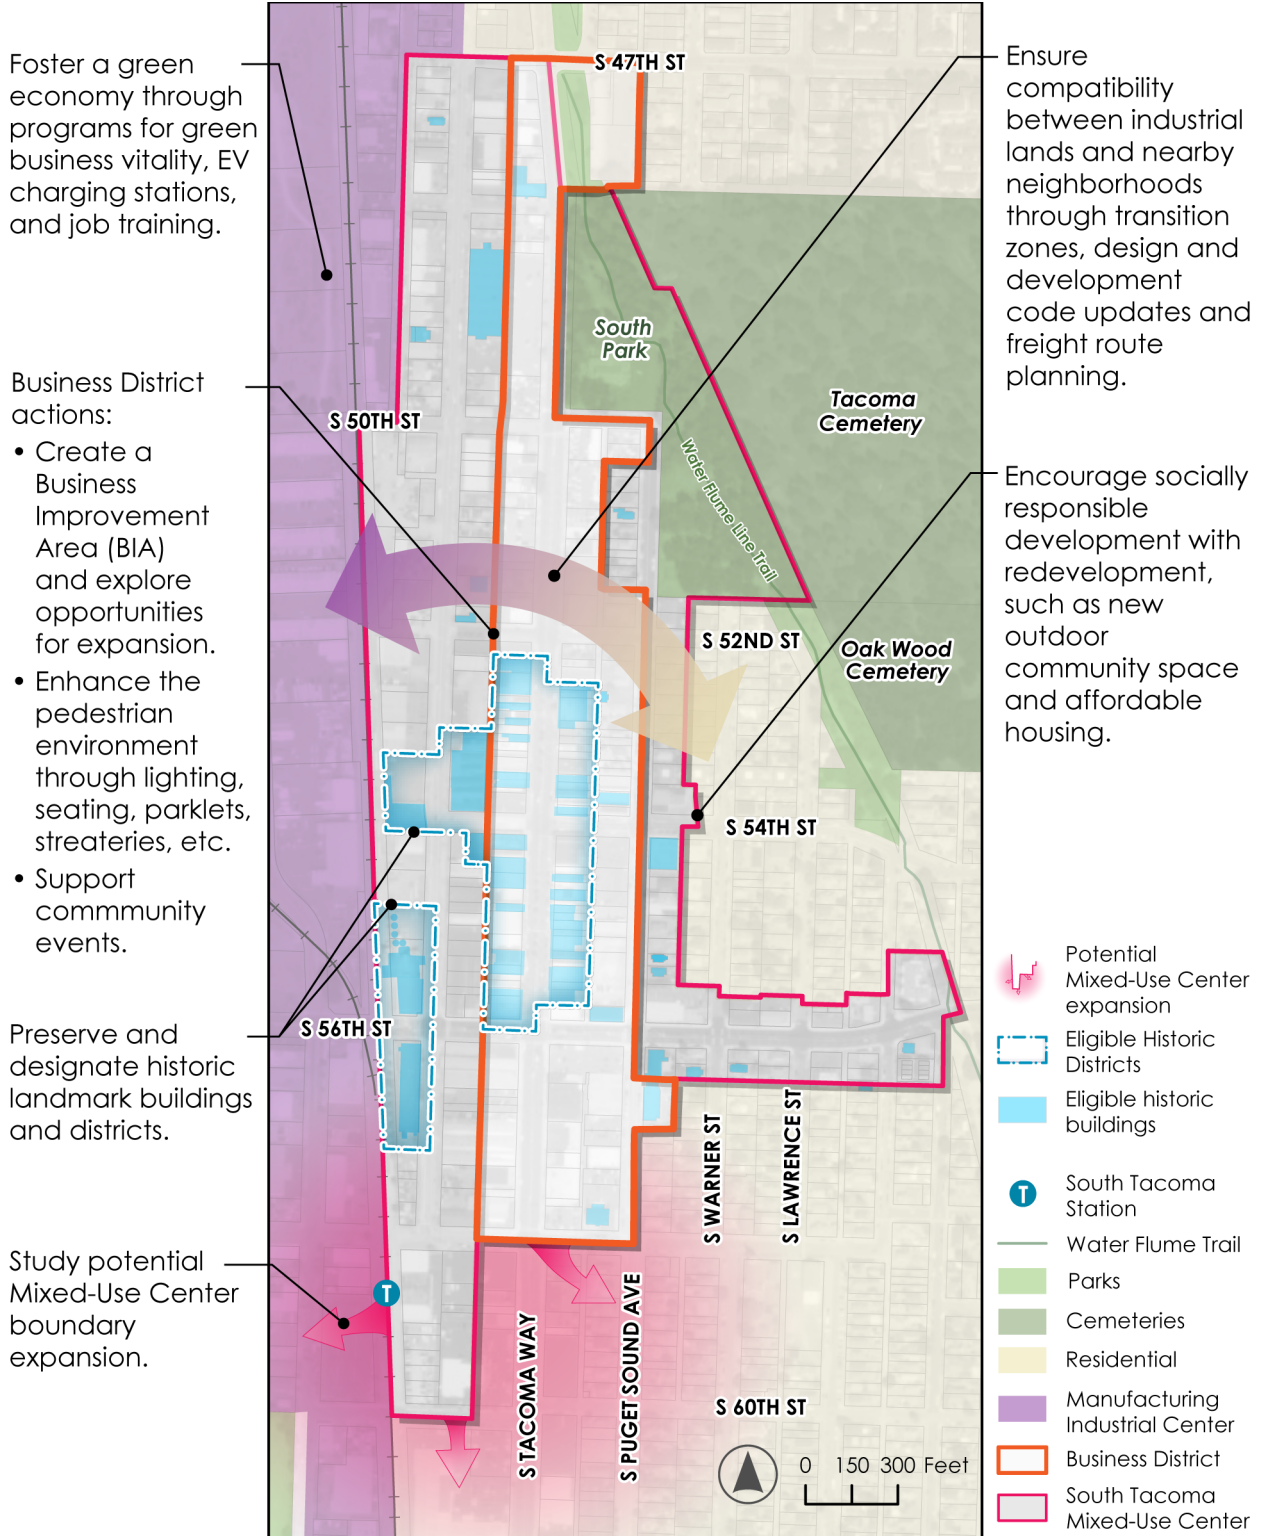 Foster a green
economy through
programs for green
business vitality, EV
charging stations,
and job training.
Business District
actions:
• Create a
Business
Improvement
Area (BIA)
and explore
opportunities
for expansion.
• Enhance the
pedestrian
environment
through lighting,
seating, parklets,
streateries, etc.
• Support
commmunity
events.
Preserve and
designate historic
landmark buildings
and districts.
Study potential
Mixed-Use Center
boundary
expansion.
S 47TH ST
South
Park
Tacoma
Cemetery
S 50TH ST
Water Flume Line Trail
S 52ND ST
Oak Wood
Cemetery
S 54TH ST
S 56TH ST
S WARNER ST
S LAWRENCE ST
T
S TACOMA WAY
S PUGET SOUND AVE
S 60TH ST
0 150 300 Feet
Ensure
compatibility
between industrial
lands and nearby
neighborhoods
through transition
zones, design and
development
code updates and
freight route
planning.
Encourage socially
responsible
development with
redevelopment,
such as new
outdoor
community space
and affordable
housing.
Potential
Mixed-Use Center
expansion
Eligible Historic
Districts
Eligible historic
buildings
T
South Tacoma
Station
Water Flume Trail
Parks
Cemeteries
Residential
Manufacturing
Industrial Center
Business District
South Tacoma
Mixed-Use Center